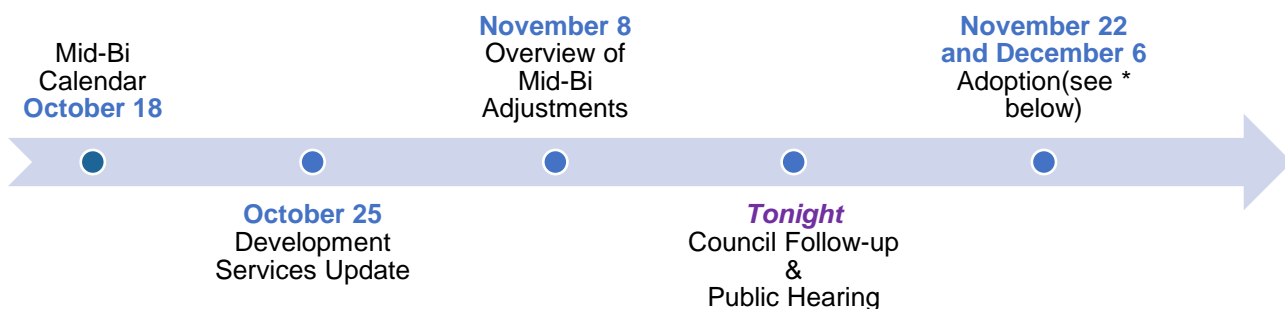 Mid-Bi
Calendar
October 18
October 25
Development
Services Update
November 8
Overview of
Mid-Bi
Adjustments
Tonight
Council Follow-up
&
Public Hearing
November 22
and December 6
Adoption(see *
below)